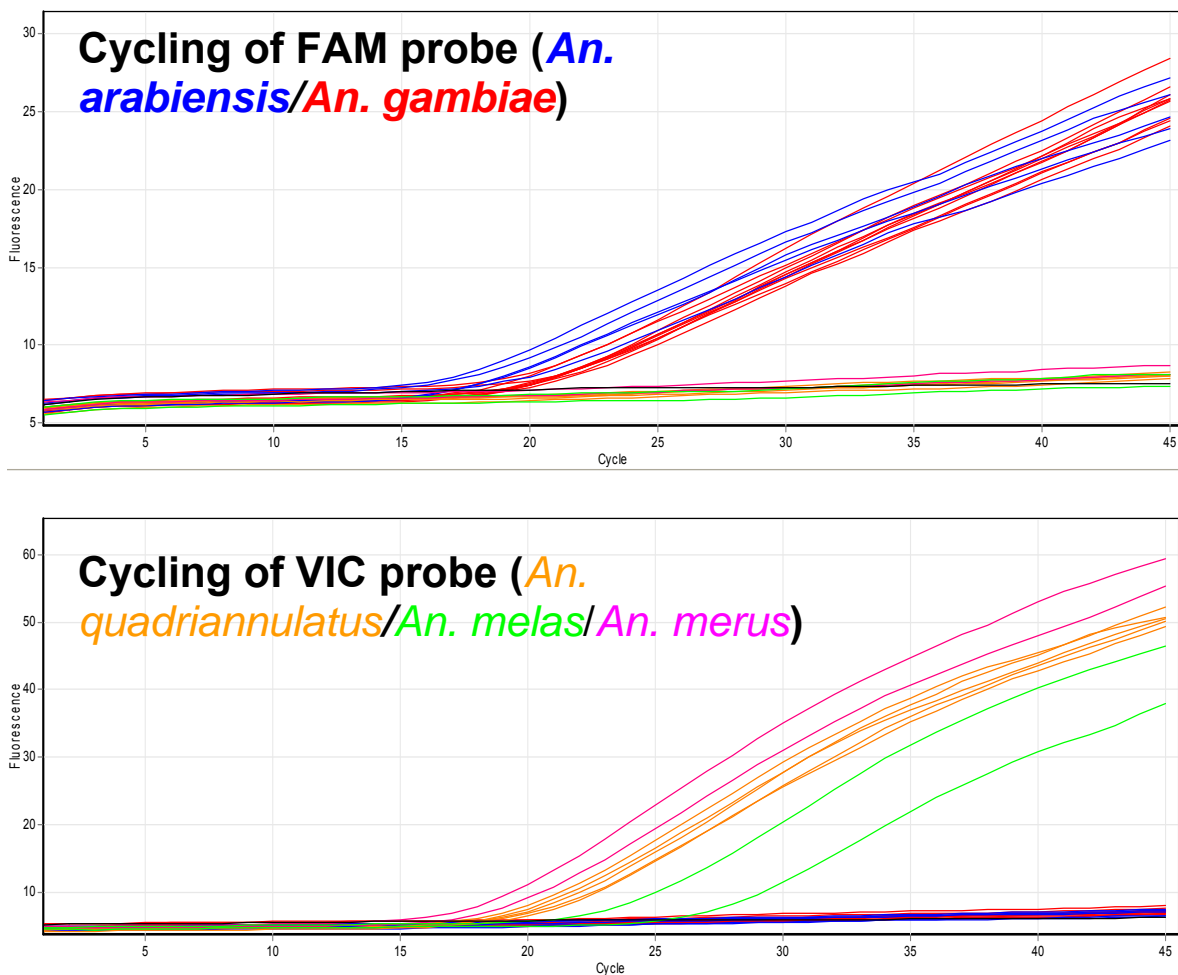 30
Cycling of FAM probe (An.
arabiensis/An. gambiae)
25
20
Fluorescence
15
10
5
5 10 15 20 25 30 35 40 45
Cycle
60
Cycling of VIC probe (An.
quadriannulatus/An. melas/An. merus)
50
40
Fluorescence
30
20
10
5 10 15 20 25 30 35 40 45
Cycle